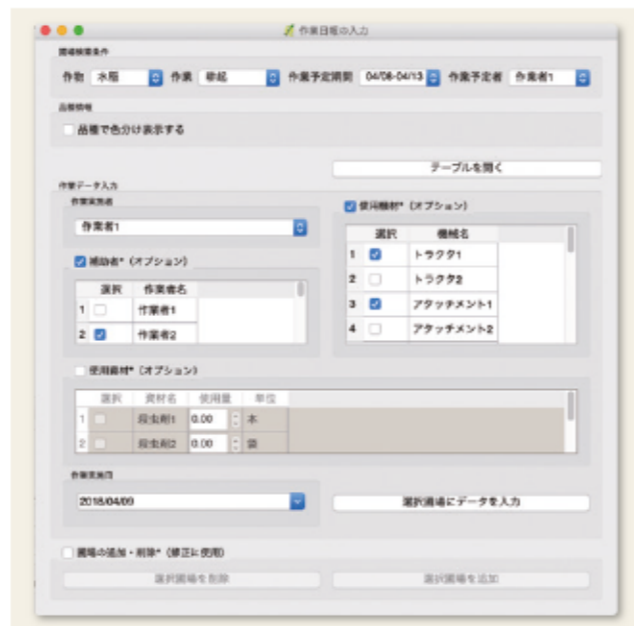 作業日報の入力
圃場検索条件
作物 水稲 作業 耕起 作業予定期間 04/08-04/13 作業予定者 作業者1
品種情報
品種で色分け表示する
テーブルを開く
作業データ入力
作業実施者
作業者1
使用機材* (オプション)
選択 機械名
1 トラクタ1
2 トラクタ2
3 アタッチメント1
4 アタッチメント2
補助者* (オプション)
選択 作業者名
1 作業者1
2 作業者2
使用資材* (オプション)
選択 資材名 使用量 単位
1 殺虫剤1 0.00 本
2 殺虫剤2 0.00 袋
作業実施日
2018/04/09
選択圃場にデータを入力
圃場の追加・削除* (修正に使用)
選択圃場を削除
選択圃場を追加